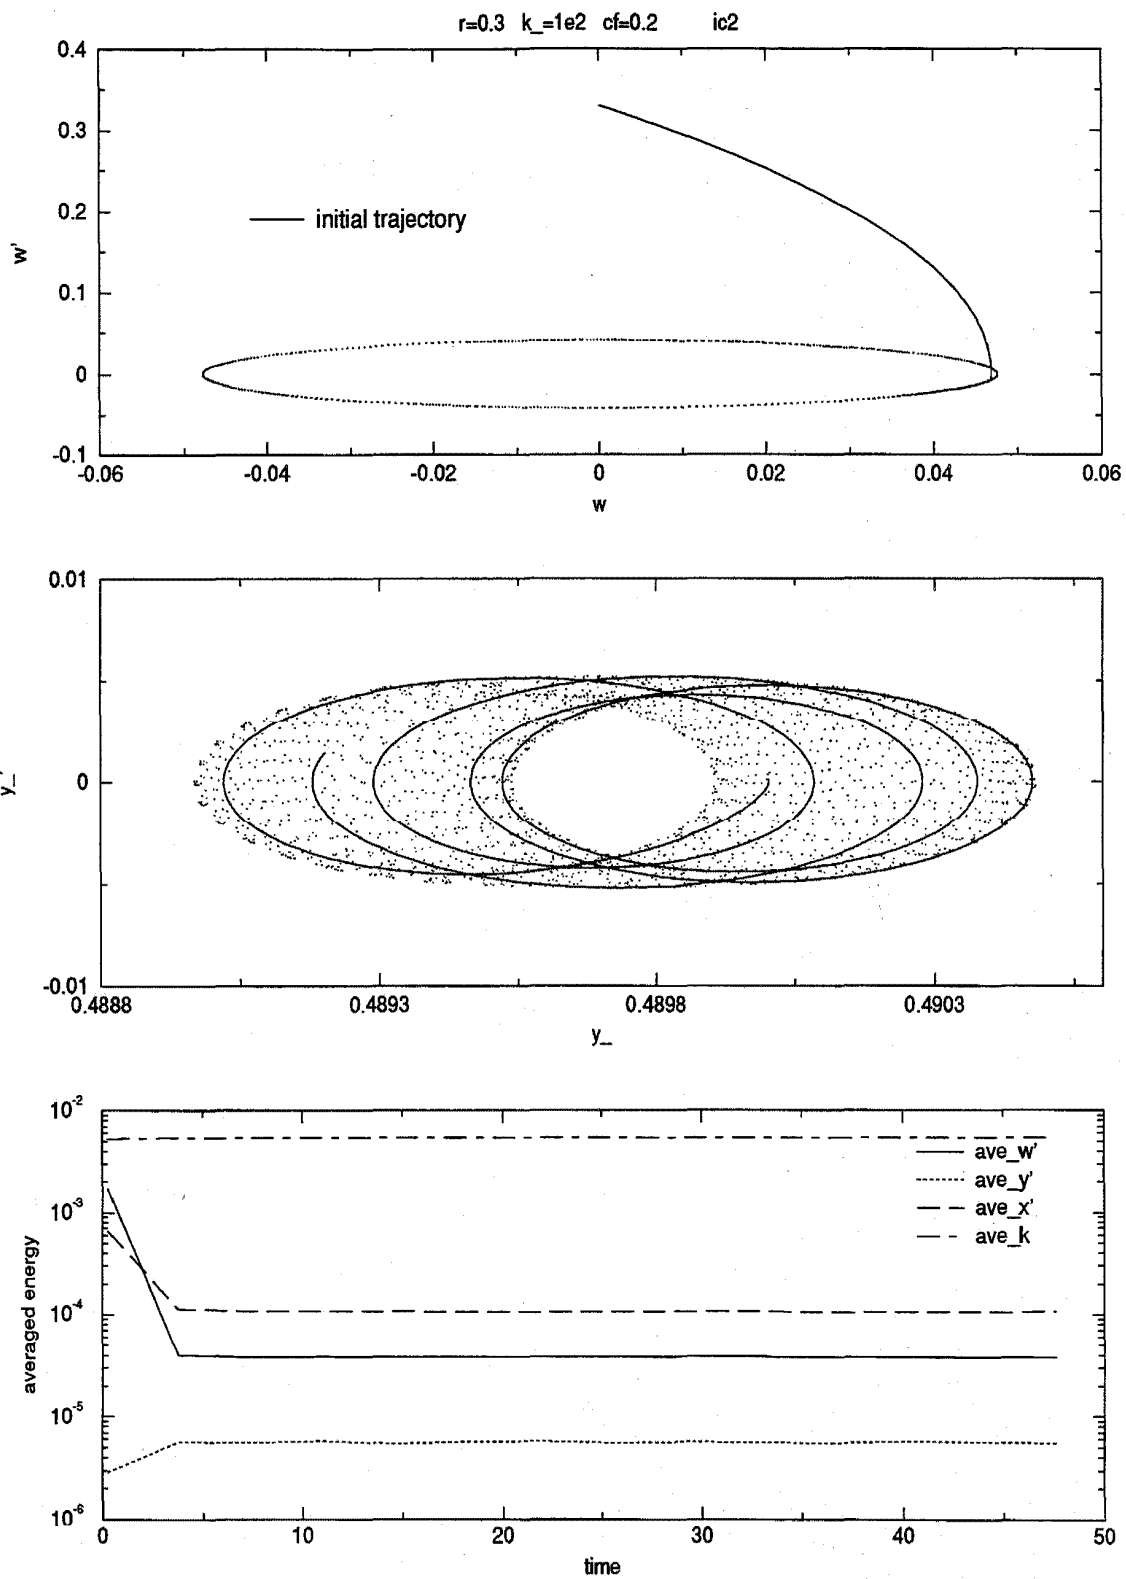 r=0.3 k_=1e2 cf=0.2 ic2
0.4
0.3
0.2
0.1
0
-0.1
w'
initial trajectory
-0.06 -0.04 -0.02 0 0.02 0.04 0.06
w
0.01
0
-0.01
y_'
0.4888 0.4893 0.4898 0.4903
y_
10-2
10-3
10-4
10-5
10-6
averaged energy
ave_w'
ave_y'
ave_x'
ave_k
0 10 20 30 40 50
time